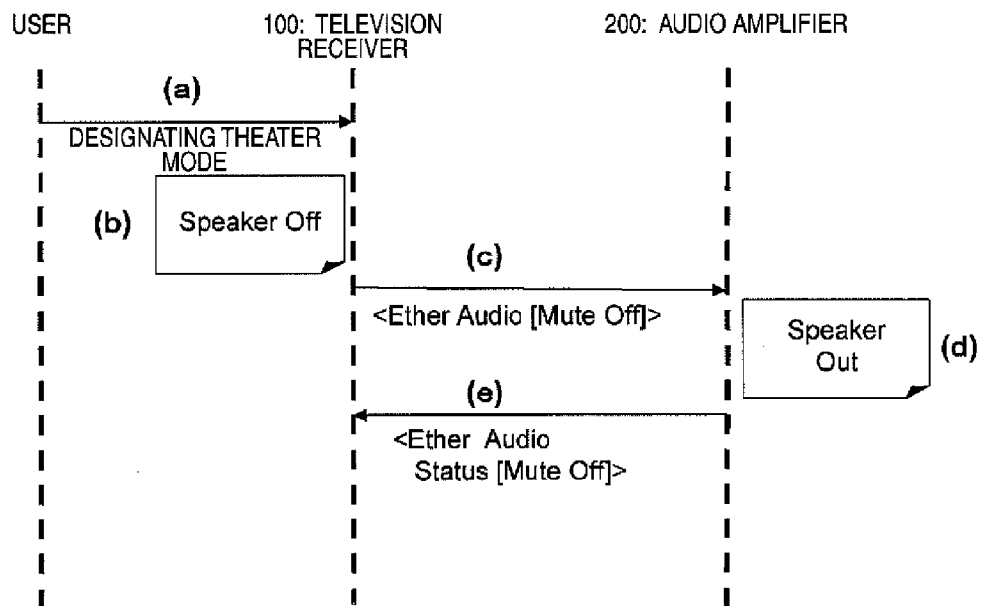 USER
100: TELEVISION
RECEIVER
200: AUDIO AMPLIFIER
(a)
DESIGNATING THEATER
MODE
(b)
Speaker Off
(c)
<Ether Audio [Mute Off]>
Speaker
Out
(d)
(e)
<Ether Audio
Status [Mute Off]>